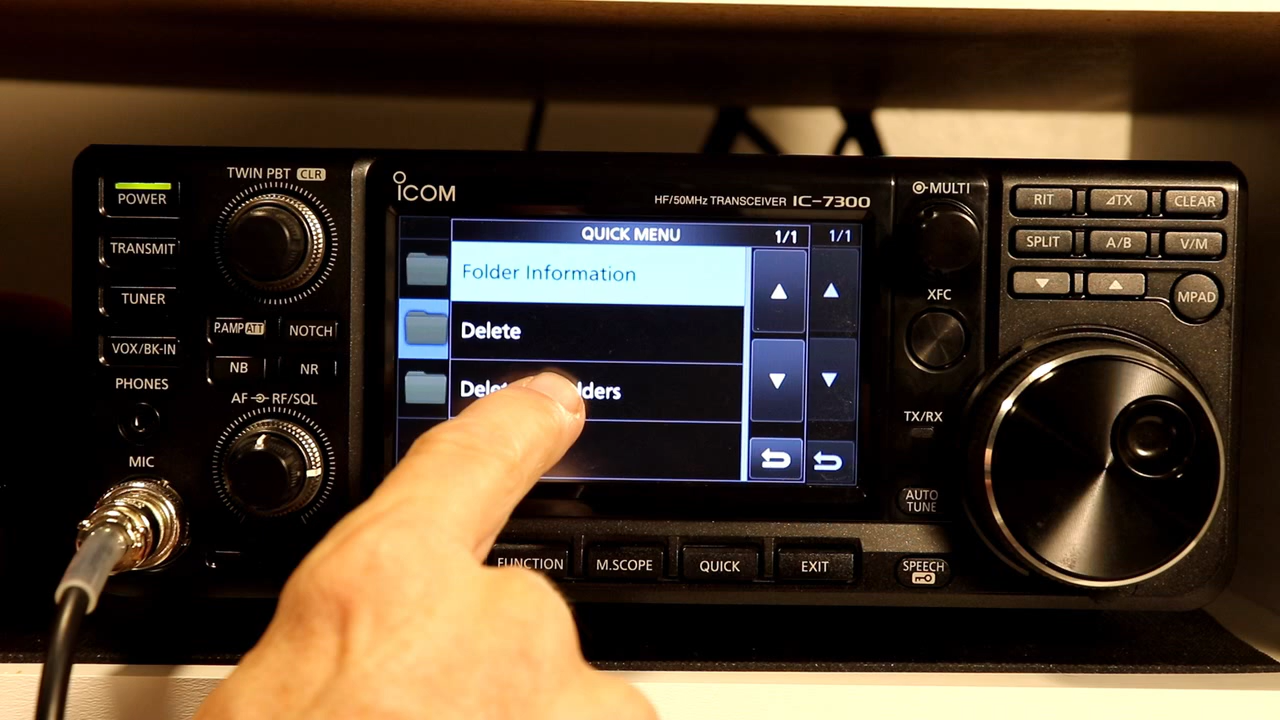 TWIN PBT CLR
ICOM
HF/50MHz TRANSCEIVER IC-7300
MULTI
POWER
TRANSMIT
TUNER
VOX/BK-IN
PHONES
MIC
P.AMP ATT
NOTCH
NB
NR
AF RF/SQL
QUICK MENU 1/1 1/1
Folder Information
Delete
XFC
TX/RX
AUTO
TUNE
SPEECH
RIT
ΔTX
CLEAR
SPLIT
A/B
V/M
MPAD
FUNCTION
M.SCOPE
QUICK
EXIT